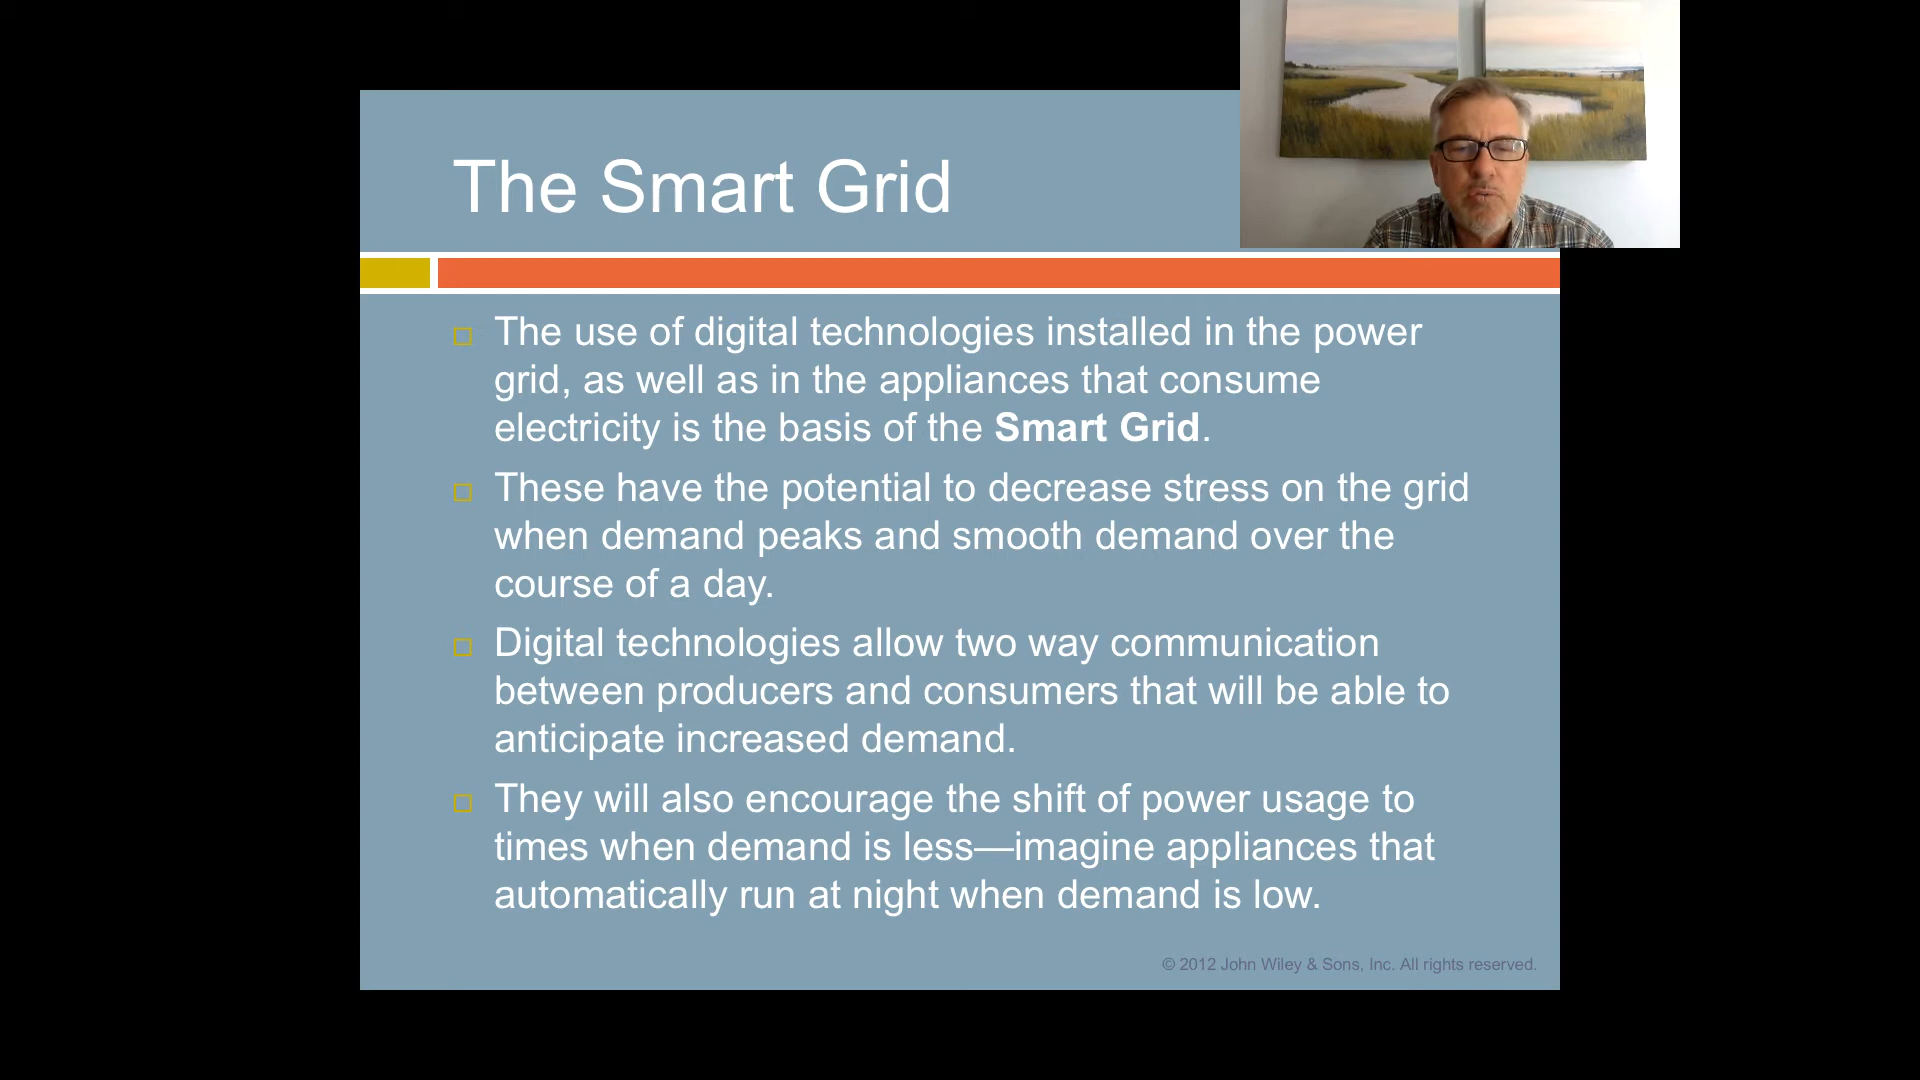 The Smart Grid
The use of digital technologies installed in the power
grid, as well as in the appliances that consume
electricity is the basis of the Smart Grid.
These have the potential to decrease stress on the grid
when demand peaks and smooth demand over the
course of a day.
Digital technologies allow two way communication
between producers and consumers that will be able to
anticipate increased demand.
They will also encourage the shift of power usage to
times when demand is less—imagine appliances that
automatically run at night when demand is low.
© 2012 John Wiley & Sons, Inc. All rights reserved.